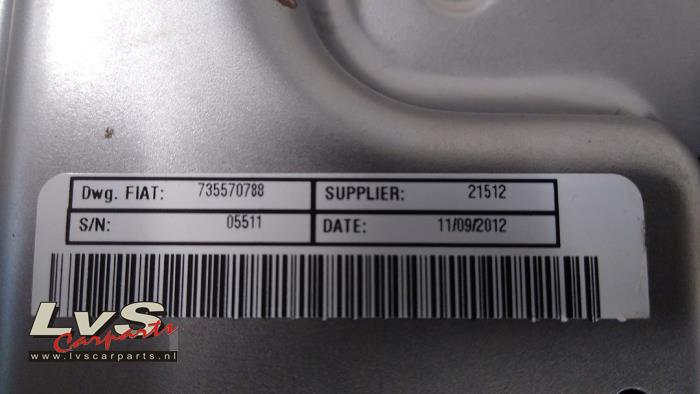 Dwg. FIAT: 735570788 SUPPLIER: 21512
S/N: 05511 DATE: 11/09/2012
LvS
Carparts
www.lvscarparts.nl